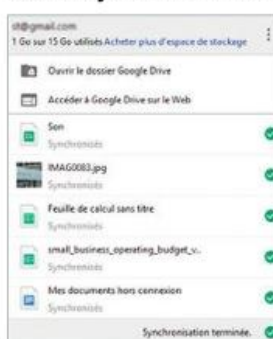 @gmail.com
1 Go sur 15 Go utilisés Acheter plus d'espace de stockage
Ouvrir le dossier Google Drive
Accéder à Google Drive sur le Web
Son
Synchronisés
IMAG0083.jpg
Synchronisés
Feuille de calcul sans titre
Synchronisés
small_business_operating_budget_v..
Synchronisés
Mes documents hors connexion
Synchronisés
Synchronisation terminée.